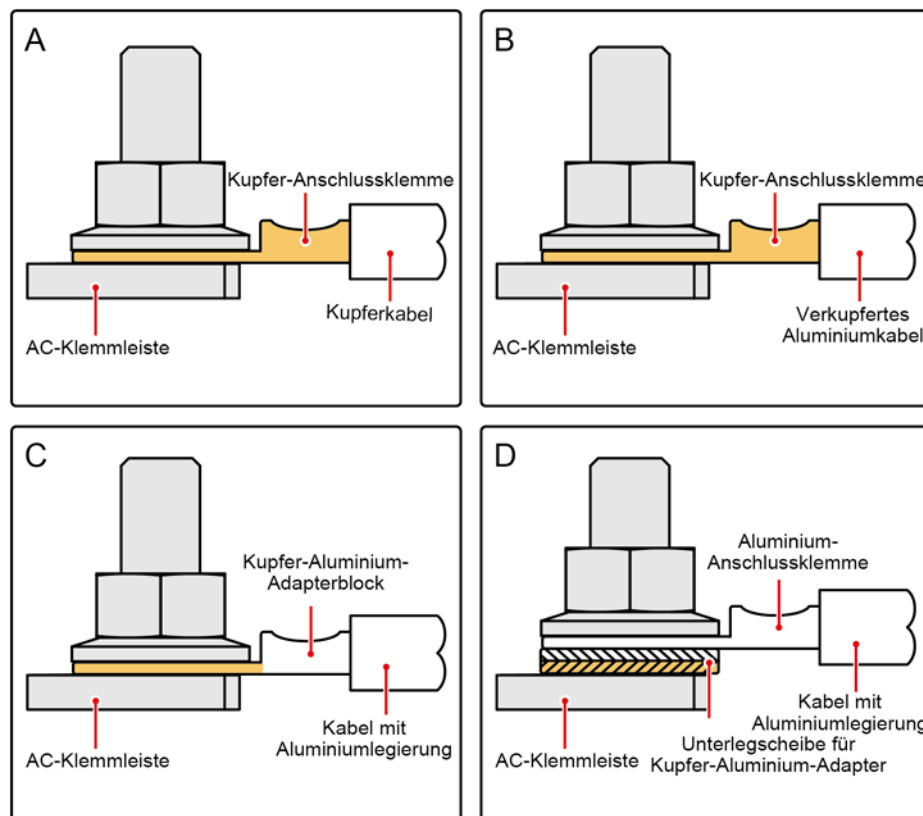 A
Kupfer-Anschlussklemme
Kupferkabel
AC-Klemmleiste
B
Kupfer-Anschlussklemme
Verkupfertes
Aluminiumkabel
AC-Klemmleiste
C
Kupfer-Aluminium-
Adapterblock
Kabel mit
Aluminiumlegierung
AC-Klemmleiste
D
Aluminium-
Anschlussklemme
Kabel mit
Aluminiumlegierung
Unterlegscheibe für
Kupfer-Aluminium-Adapter
AC-Klemmleiste